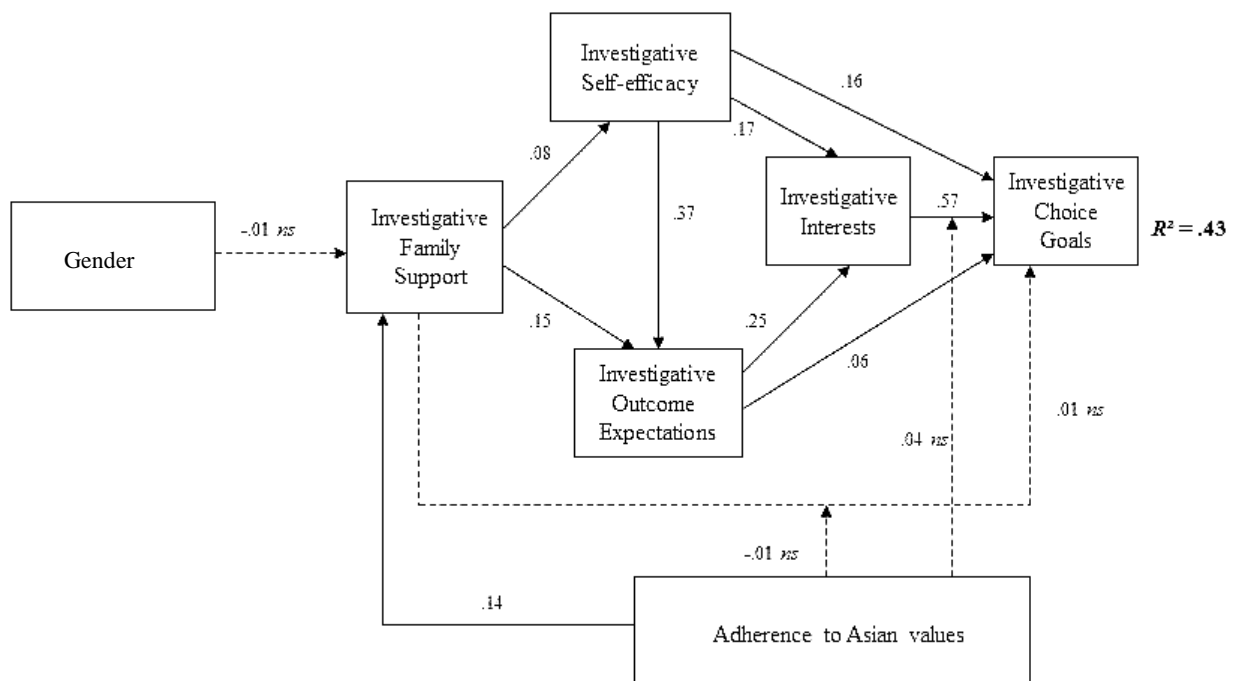 Investigative
Self-efficacy
.16
.17
.08
Investigative
Interests
.57
Investigative
Choice
Goals
R² = .43
Investigative
Family
Support
.37
Gender
-.01 ns
.15
.25
Investigative
Outcome
Expectations
.06
.01 ns
.04 ns
-.01 ns
.14
Adherence to Asian values